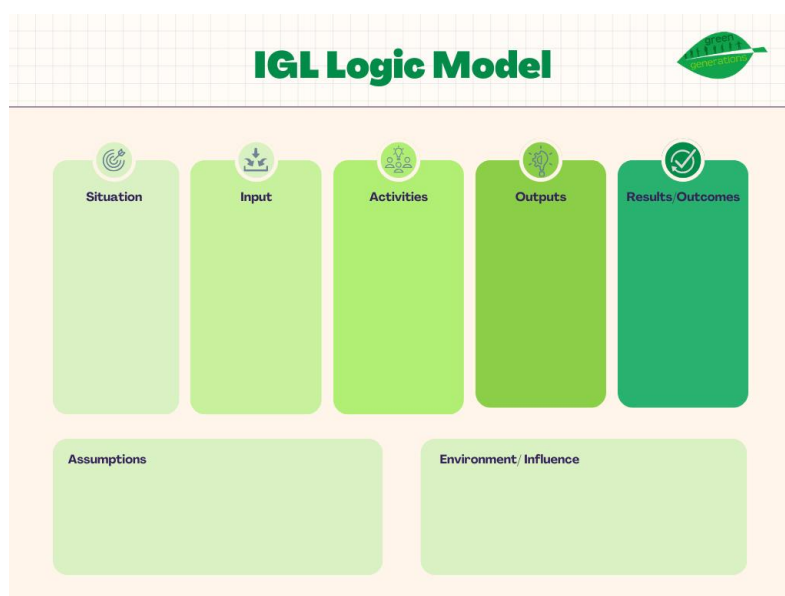 IGL Logic Model
green
generations
Situation
Input
Activities
Outputs
Results/Outcomes
Assumptions
Environment/ Influence